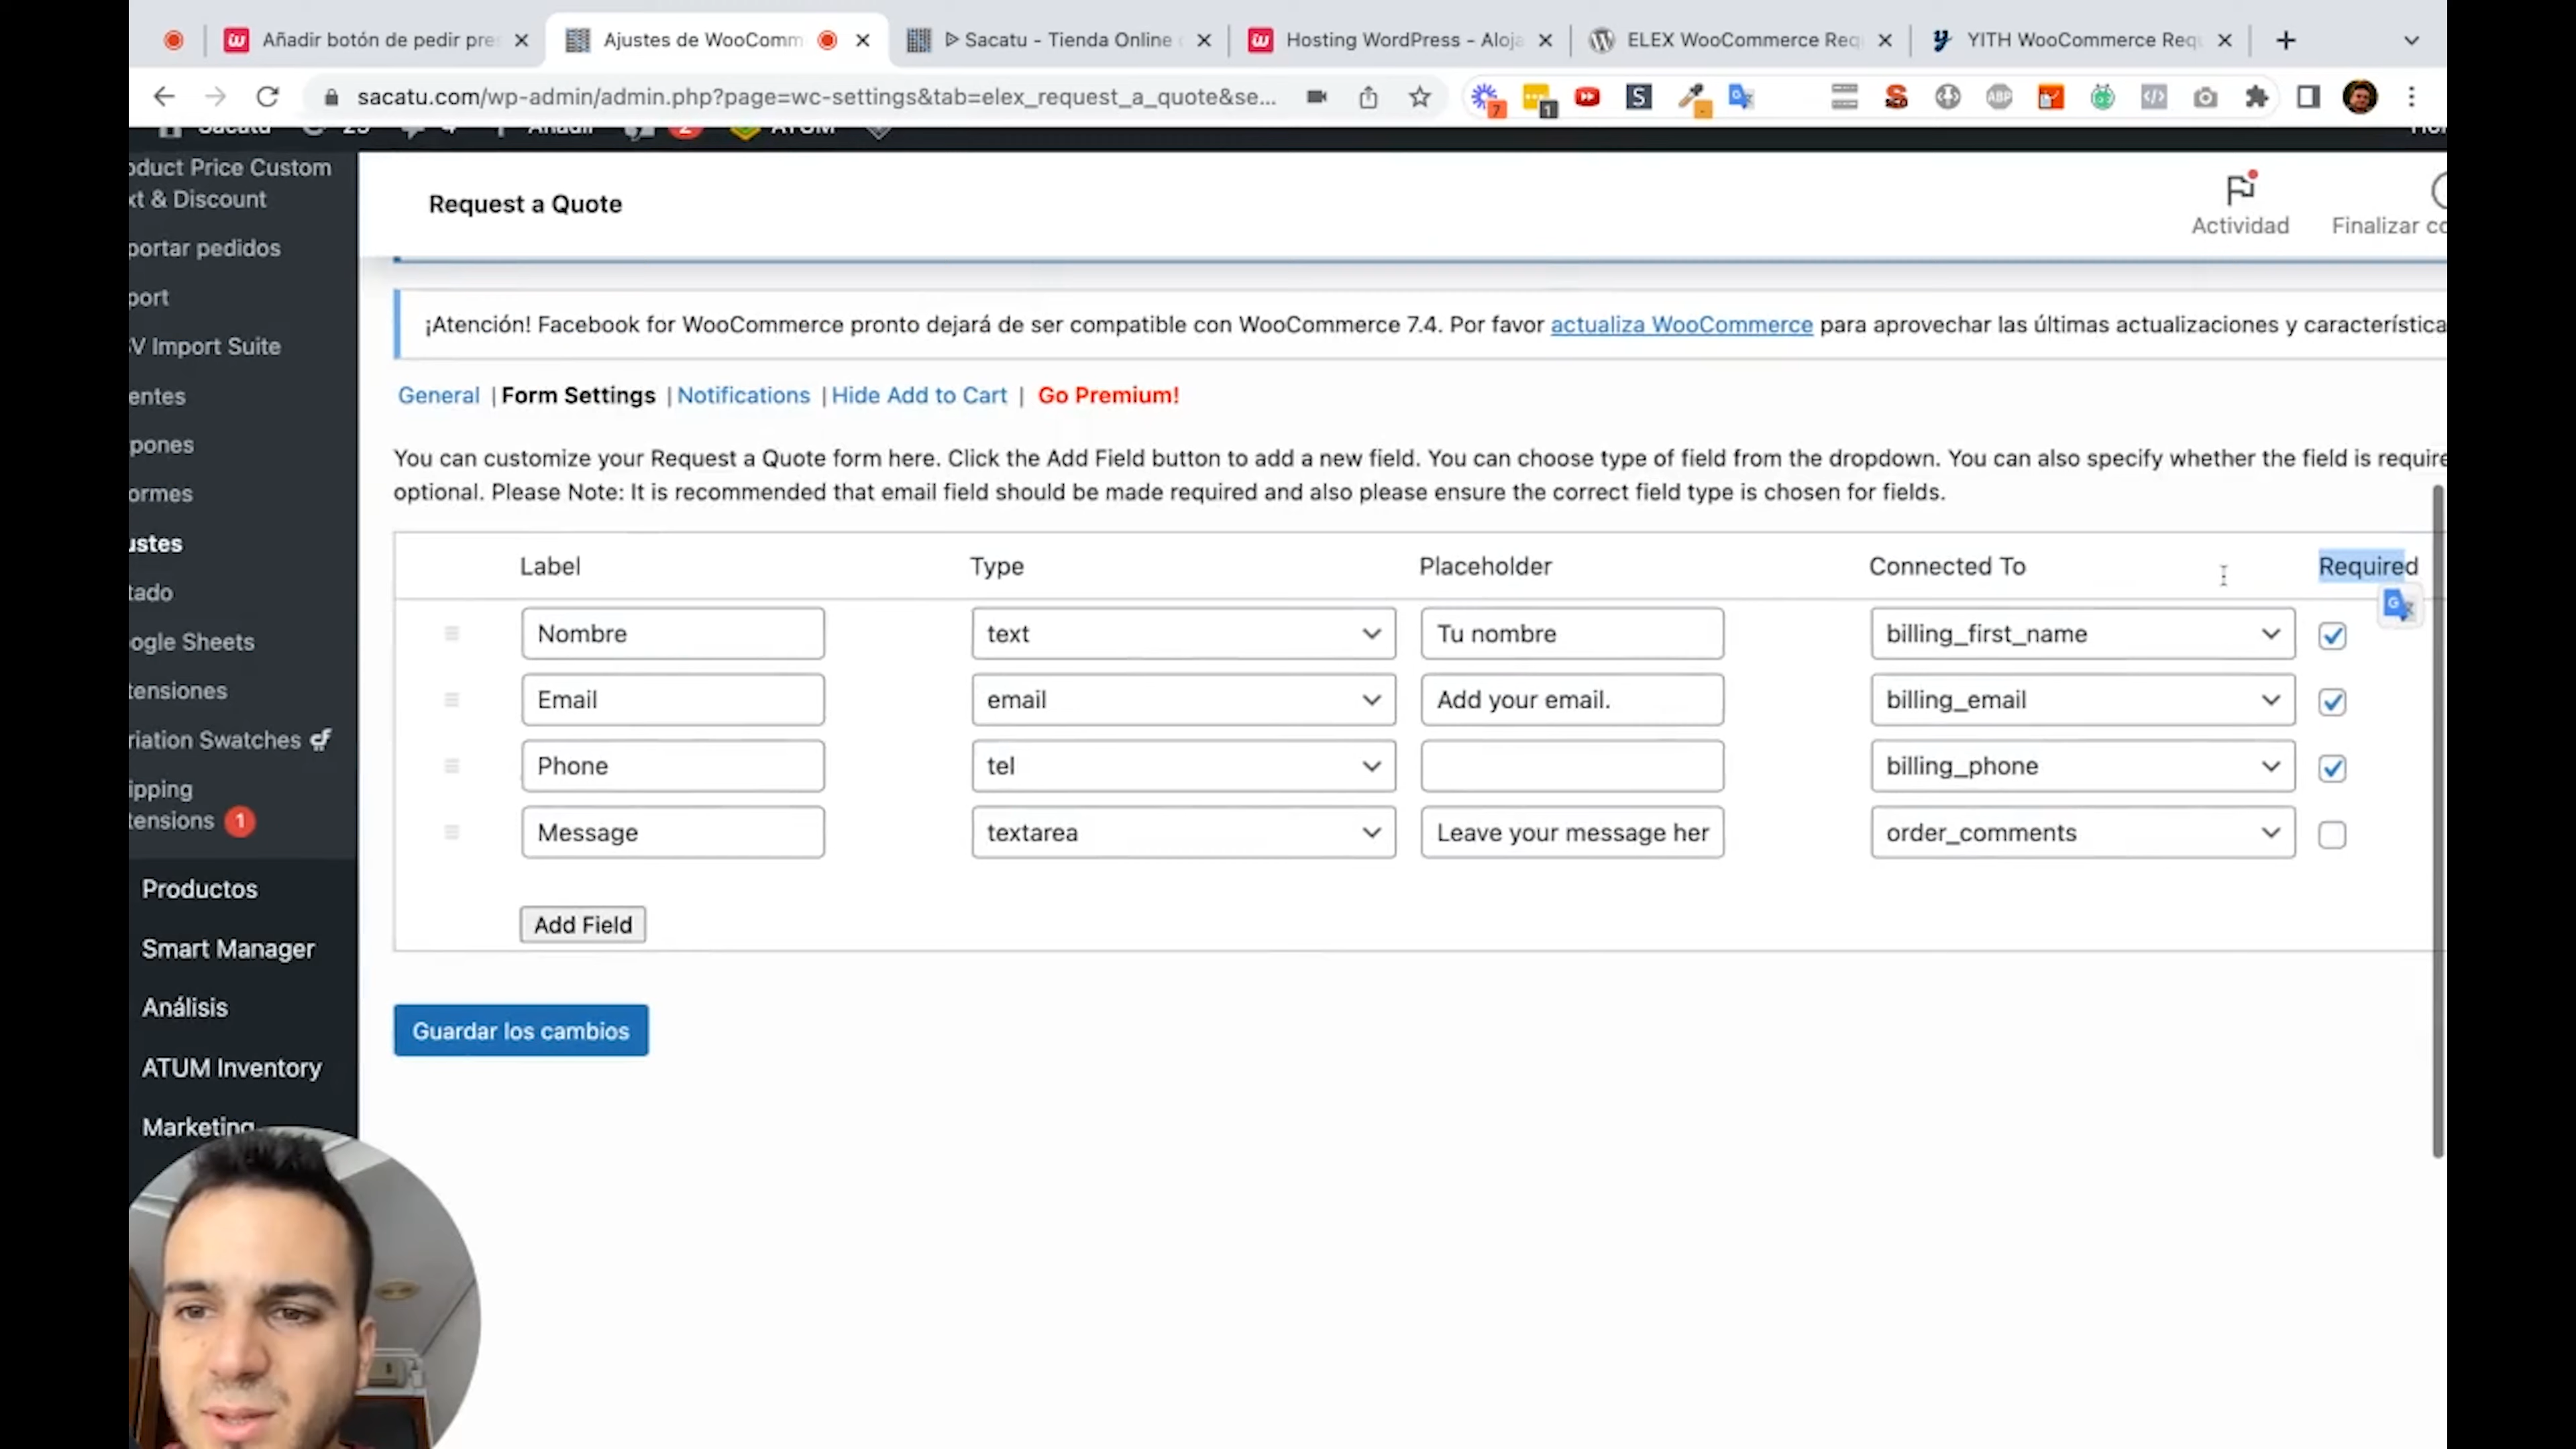 Añadir botón de pedir pre
Ajustes de WooComm
Sacatu - Tienda Online
Hosting WordPress - Aloja
ELEX WooCommerce Req
YITH WooCommerce Requ
sacatu.com/wp-admin/admin.php?page=wc-settings&tab=elex_request_a_quote&se...
7
1
S
ABP
Sacatu
23
4
Añadir
2
ATUM
oduct Price Custom
xt & Discount
portar pedidos
port
V Import Suite
entes
pones
ormes
ustes
tado
ogle Sheets
tensiones
riation Swatches
ipping
tensions 1
Productos
Smart Manager
Análisis
ATUM Inventory
Marketing
Request a Quote
Actividad
Finalizar co
¡Atención! Facebook for WooCommerce pronto dejará de ser compatible con WooCommerce 7.4. Por favor actualiza WooCommerce para aprovechar las últimas actualizaciones y característica
General | Form Settings | Notifications | Hide Add to Cart | Go Premium!
You can customize your Request a Quote form here. Click the Add Field button to add a new field. You can choose type of field from the dropdown. You can also specify whether the field is require
optional. Please Note: It is recommended that email field should be made required and also please ensure the correct field type is chosen for fields.
Label Type Placeholder Connected To Required
Nombre text Tu nombre billing_first_name
Email email Add your email. billing_email
Phone tel billing_phone
Message textarea Leave your message her order_comments
Add Field
Guardar los cambios